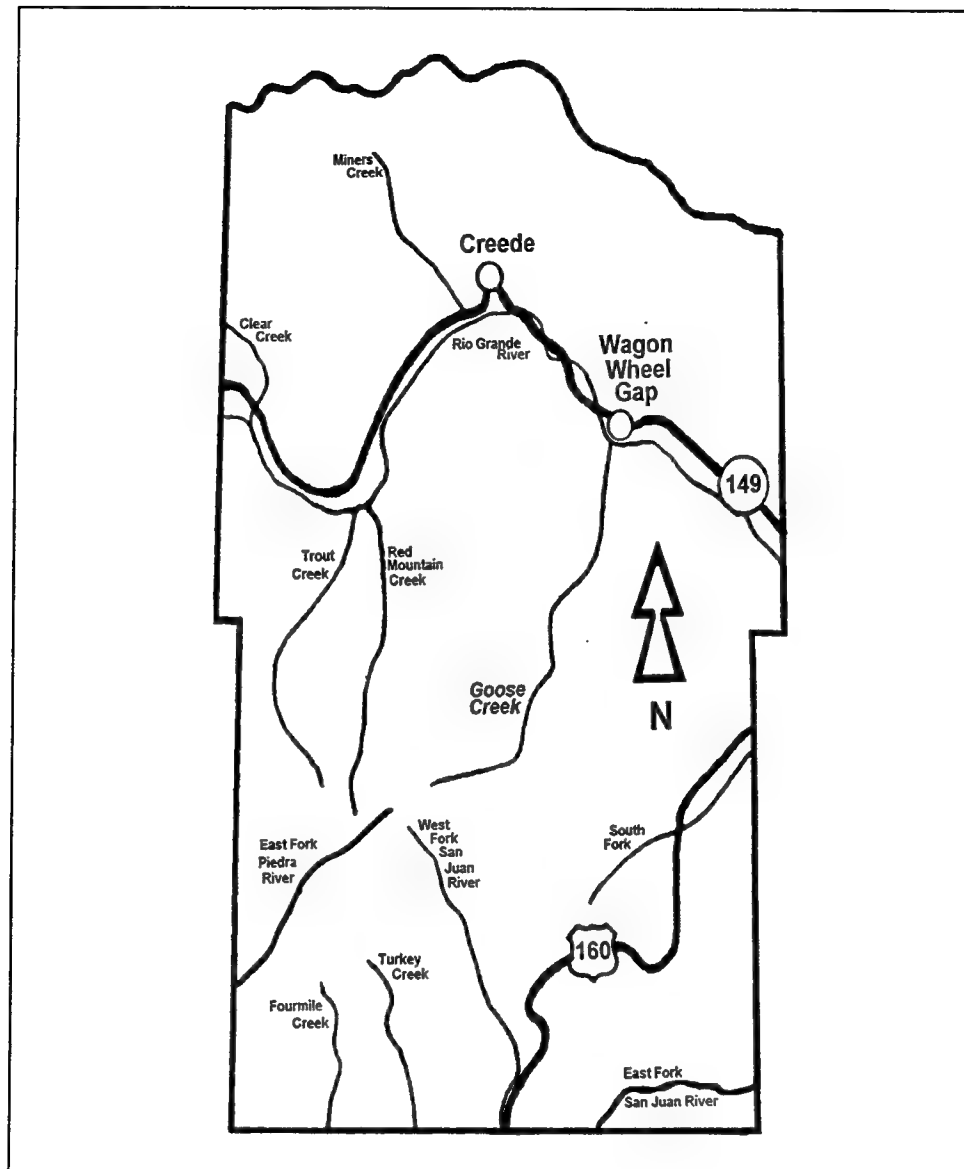 Miners
Creek
Creede
Clear
Creek
Rio Grande
River
Wagon
Wheel
Gap
149
Trout
Creek
Red
Mountain
Creek
Goose
Creek
N
East Fork
Piedra
River
West
Fork
San
Juan
River
South
Fork
160
Turkey
Creek
Fourmile
Creek
East Fork
San Juan River